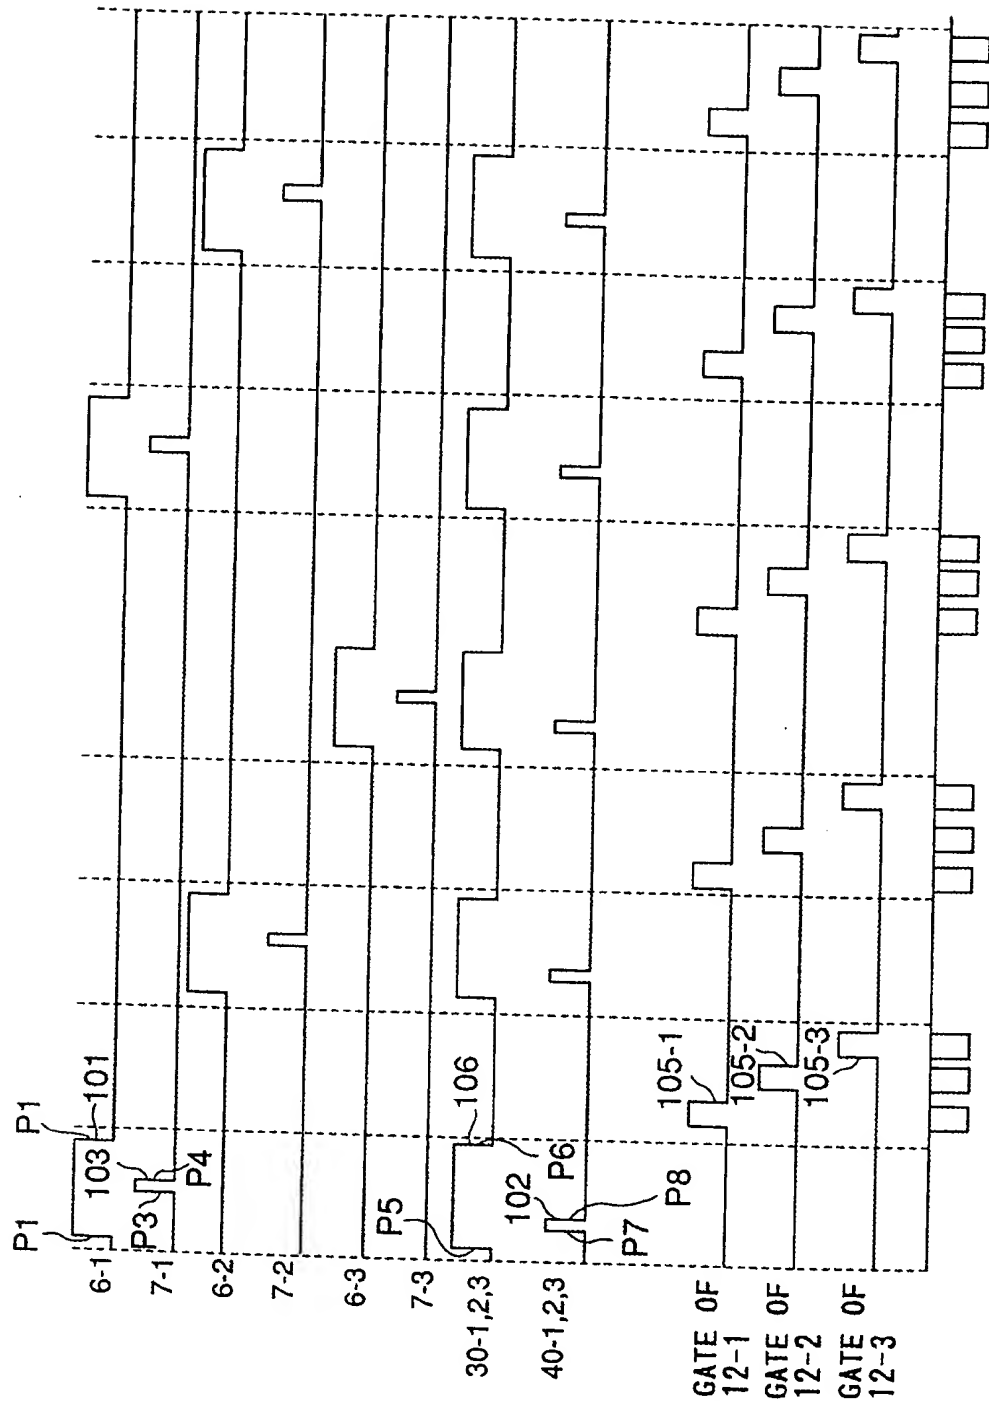 P1
P1
101
6-1
103
P3
P4
7-1
6-2
7-2
6-3
7-3
P5
106
P6
30-1,2,3
102
P7
P8
40-1,2,3
105-1
GATE OF
12-1
105-2
GATE OF
12-2
105-3
GATE OF
12-3